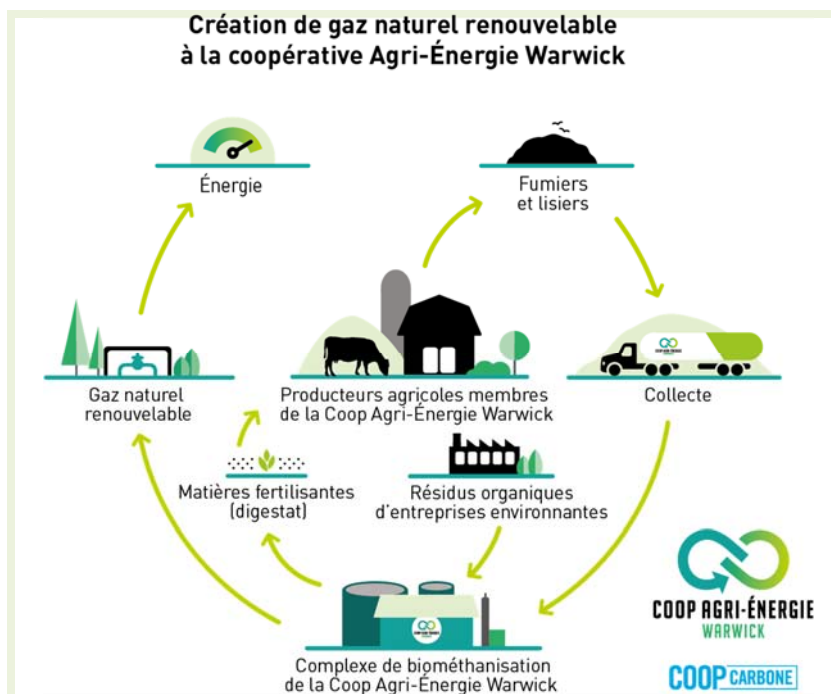 Création de gaz naturel renouvelable
à la coopérative Agri-Énergie Warwick
Énergie
Fumiers
et lisiers
Gaz naturel
renouvelable
Producteurs agricoles membres
de la Coop Agri-Énergie Warwick
Collecte
Matières fertilisantes
(digestat)
Résidus organiques
d'entreprises environnantes
Complexe de biométhanisation
de la Coop Agri-Énergie Warwick
COOP AGRI-ÉNERGIE
WARWICK
COOP CARBONE